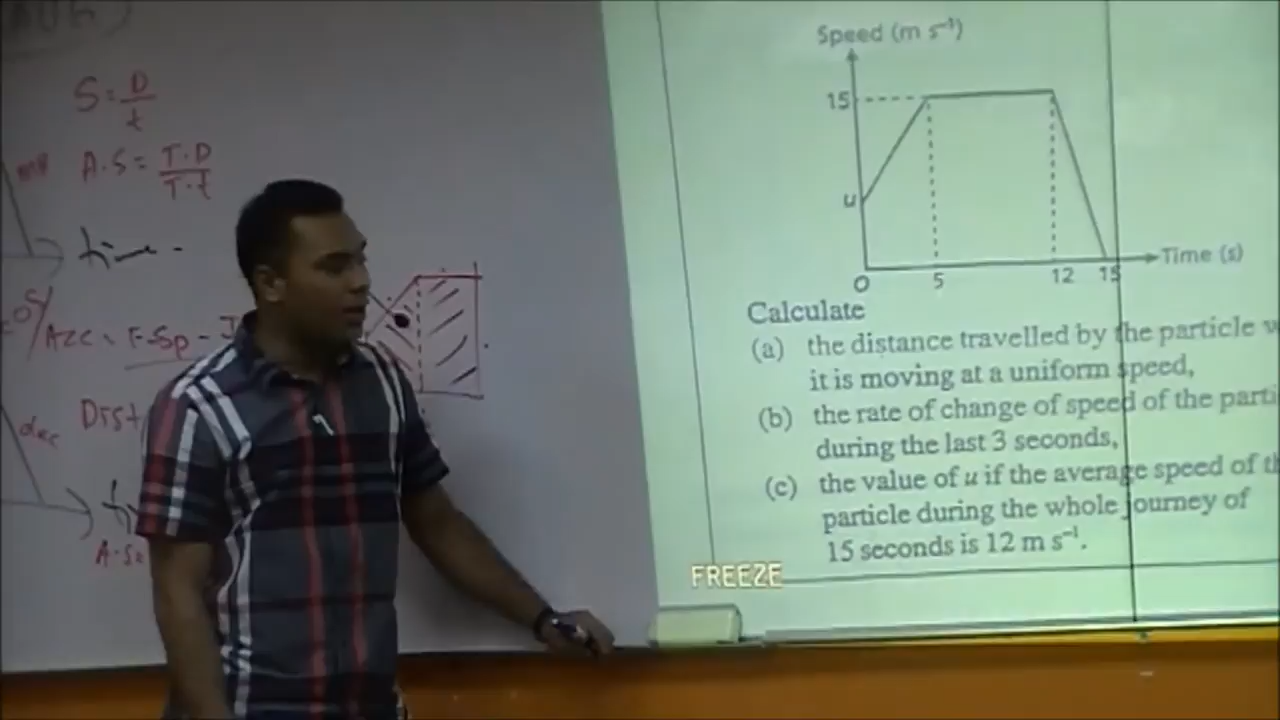 S = D/t
A.S = T.D/T.t
time
Dist
dec
Speed (m s⁻¹)
15
u
O
5
12
15
Time (s)
Calculate
(a) the distance travelled by the particle
it is moving at a uniform speed,
(b) the rate of change of speed of the parti
during the last 3 seconds,
(c) the value of u if the average speed of th
particle during the whole journey of
15 seconds is 12 m s⁻¹.
FREEZE